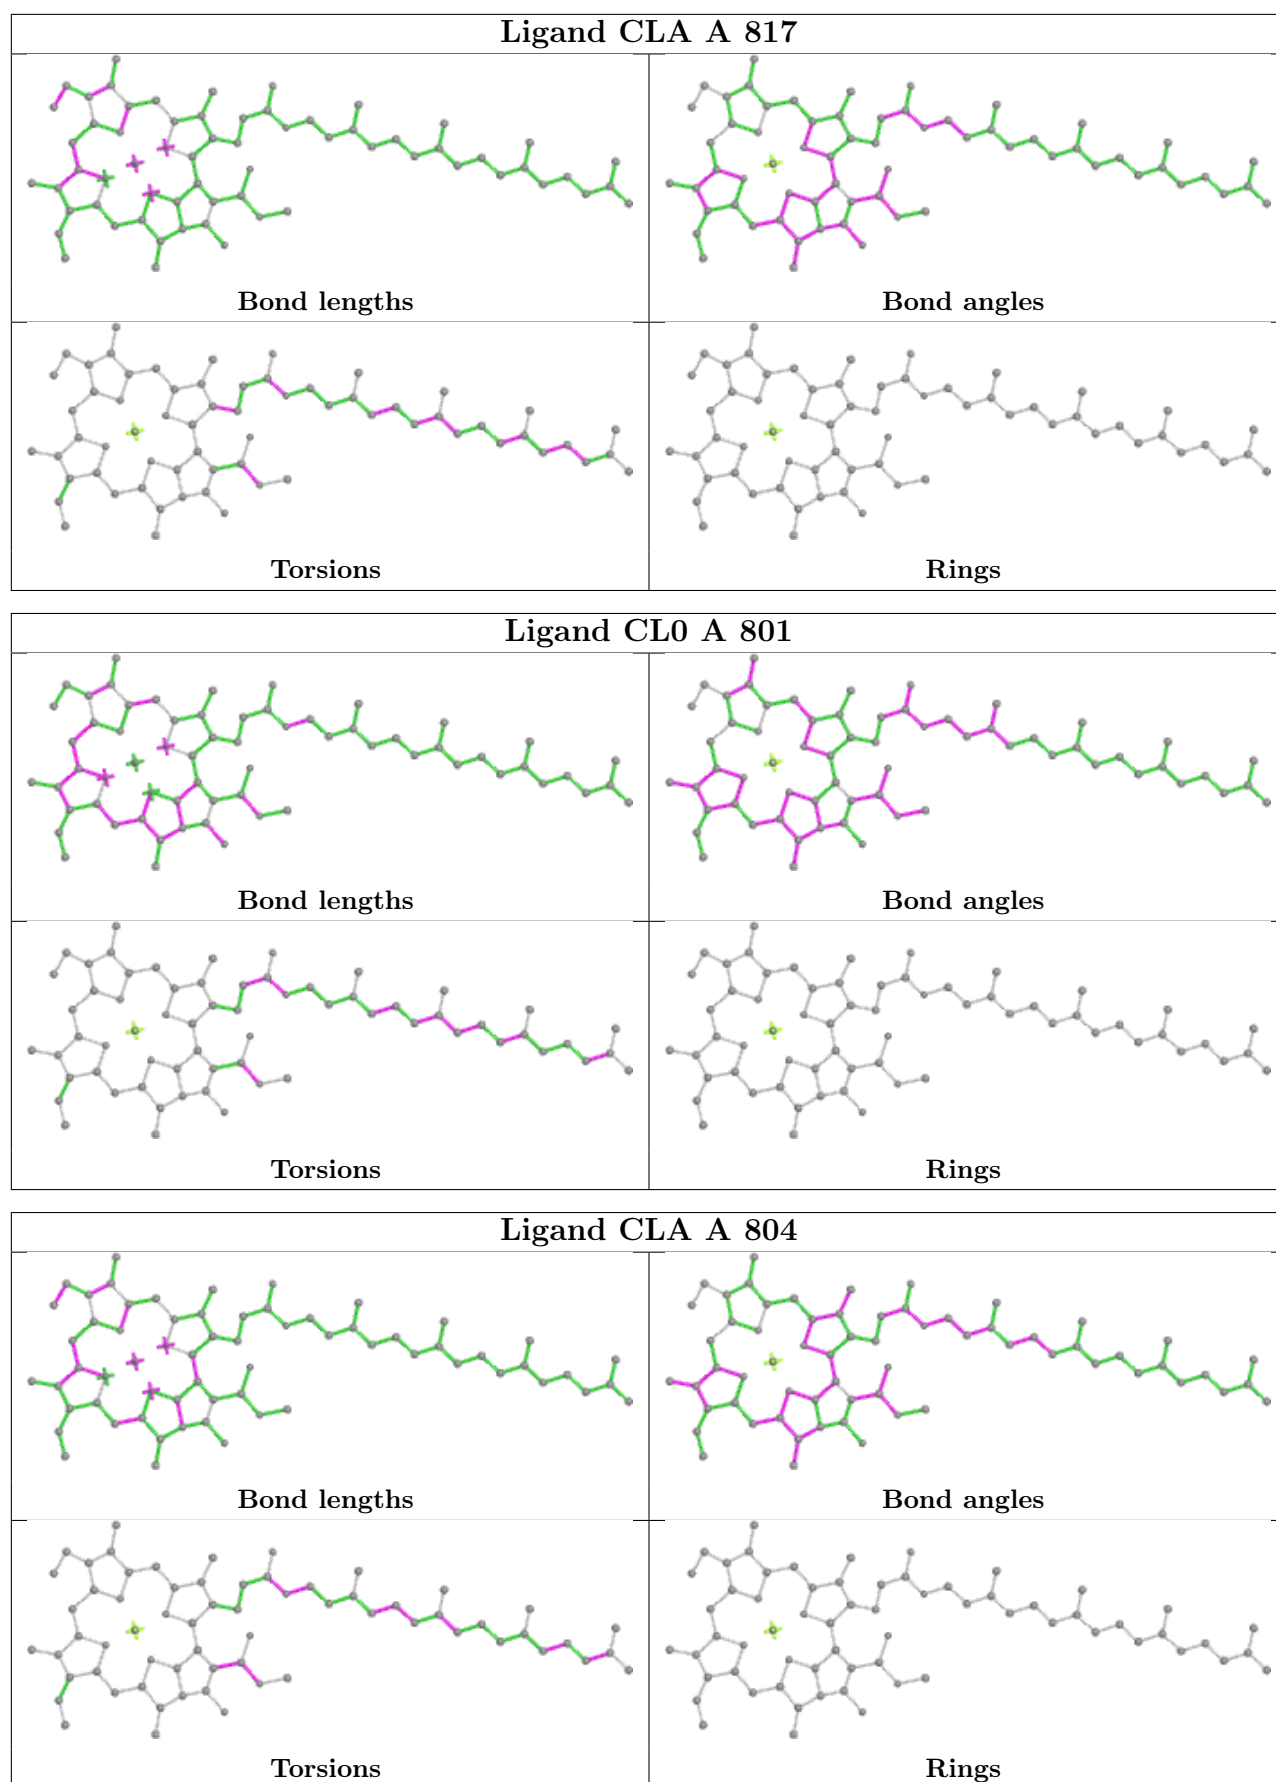 Ligand CLA A 817
Bond lengths
Bond angles
Torsions
Rings
Ligand CL0 A 801
Bond lengths
Bond angles
Torsions
Rings
Ligand CLA A 804
Bond lengths
Bond angles
Torsions
Rings